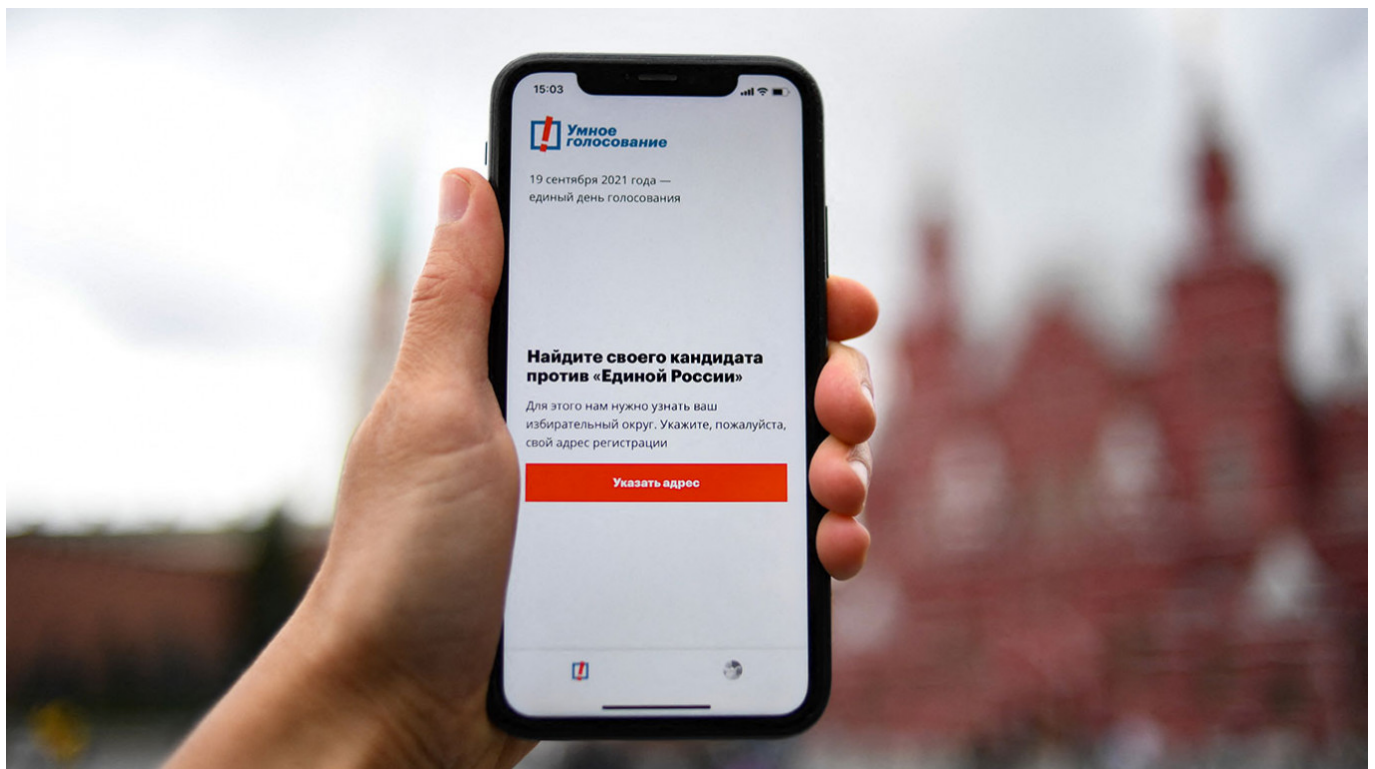 15:03
Умное
голосование
19 сентября 2021 года —
единый день голосования
Найдите своего кандидата
против «Единой России»
Для этого нам нужно узнать ваш
избирательный округ. Укажите, пожалуйста,
свой адрес регистрации
Указать адрес